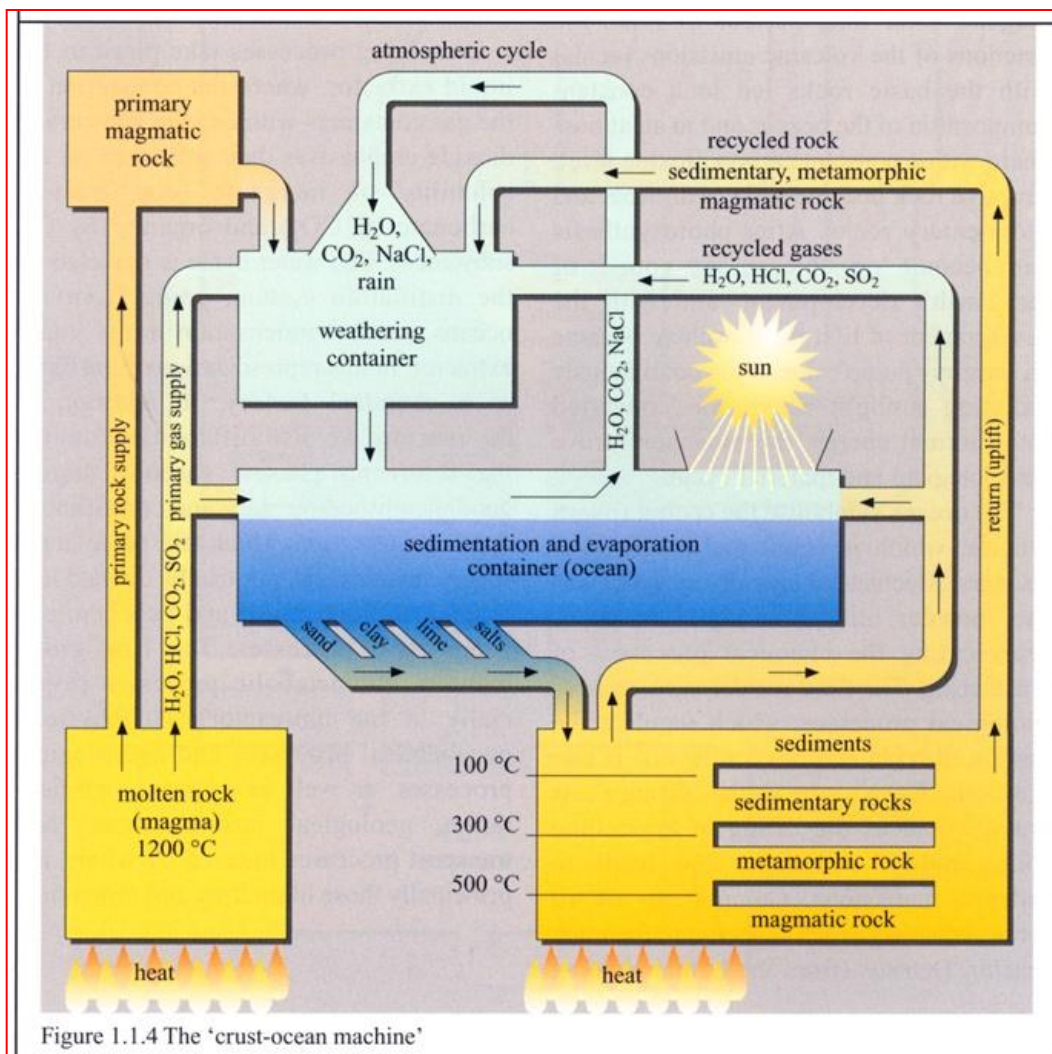 atmospheric cycle
primary
magmatic
rock
recycled rock
sedimentary, metamorphic
magmatic rock
H₂O,
CO₂, NaCl,
rain
recycled gases
H₂O, HCl, CO₂, SO₂
weathering
container
sun
H₂O, CO₂, NaCl
primary rock supply
H₂O, HCl, CO₂, SO₂ primary gas supply
return (uplift)
sedimentation and evaporation
container (ocean)
sand
clay
lime
salts
molten rock
(magma)
1200 °C
sediments
100 °C
sedimentary rocks
300 °C
metamorphic rock
500 °C
magmatic rock
heat
heat
Figure 1.1.4 The ‘crust-ocean machine’